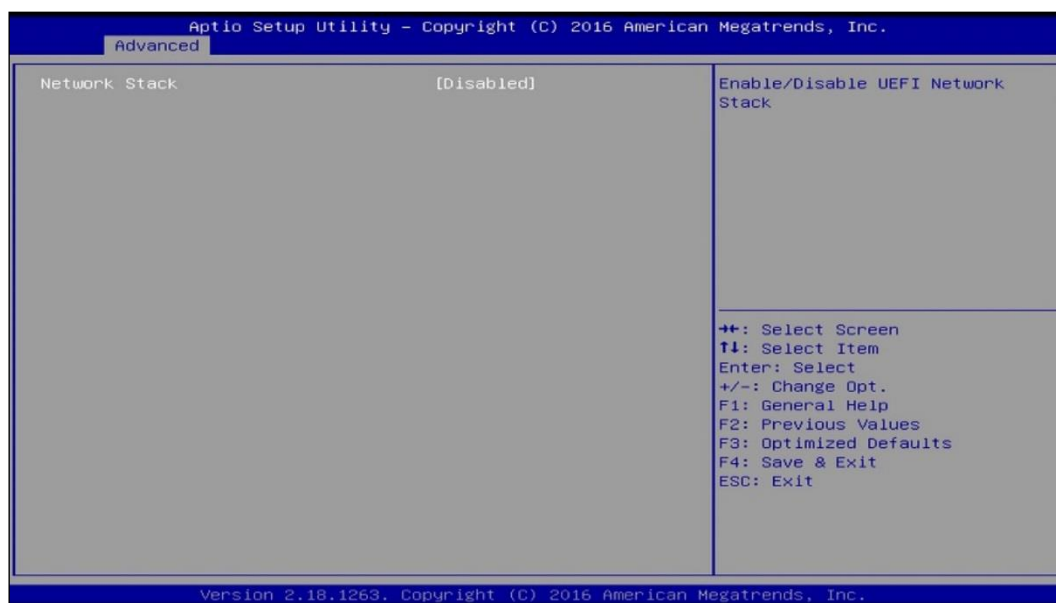 Aptio Setup Utility – Copyright (C) 2016 American Megatrends, Inc.
Advanced
Network Stack [Disabled]
Enable/Disable UEFI Network
Stack
→←: Select Screen
↑↓: Select Item
Enter: Select
+/-: Change Opt.
F1: General Help
F2: Previous Values
F3: Optimized Defaults
F4: Save & Exit
ESC: Exit
Version 2.18.1263. Copyright (C) 2016 American Megatrends, Inc.